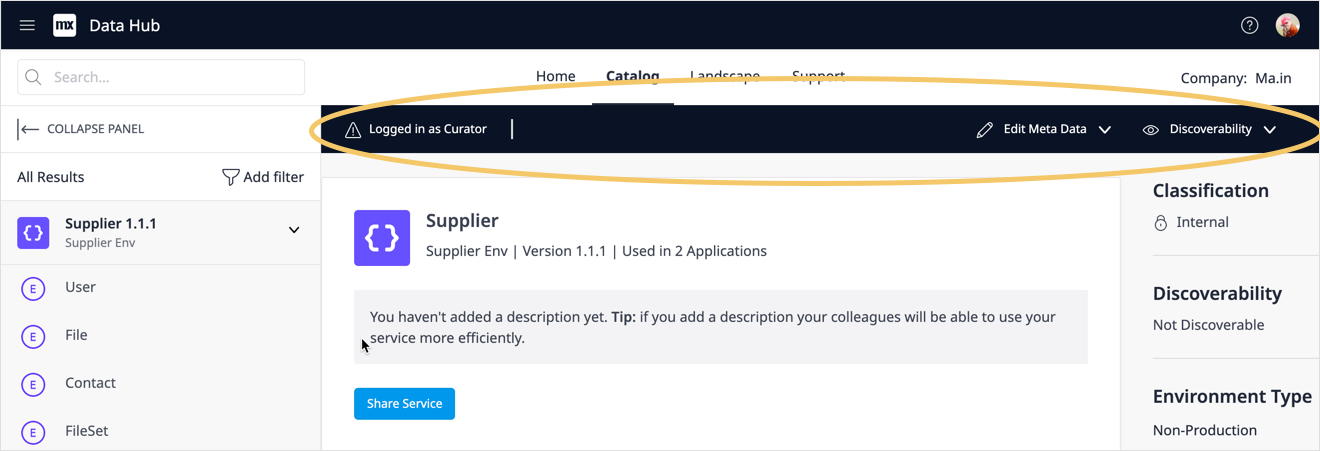 mx Data Hub
Search...
Home Catalog Landscape Support
Company: Ma.in
COLLAPSE PANEL
Logged in as Curator
Edit Meta Data
Discoverability
All Results
Add filter
Supplier 1.1.1
Supplier Env
E User
E File
E Contact
E FileSet
Supplier
Supplier Env | Version 1.1.1 | Used in 2 Applications
You haven't added a description yet. Tip: if you add a description your colleagues will be able to use your
service more efficiently.
Share Service
Classification
Internal
Discoverability
Not Discoverable
Environment Type
Non-Production